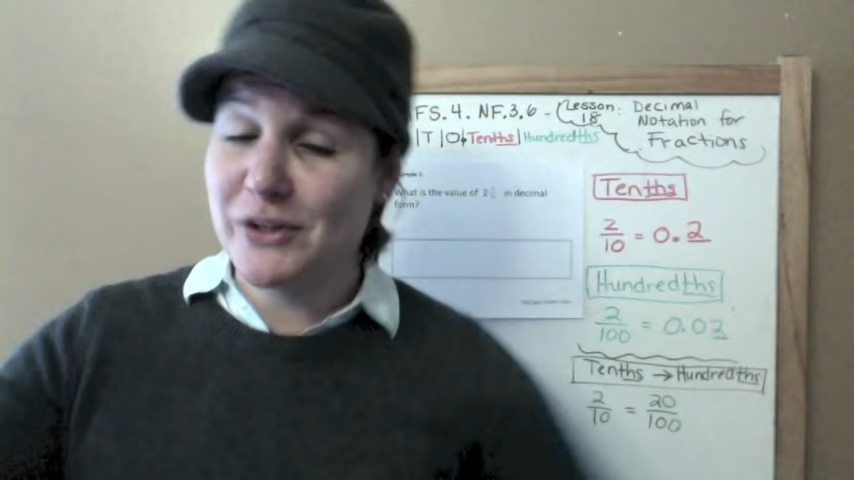 FS.4.NF.3.6 - Lesson 18: Decimal Notation for Fractions
|T|O•Tenths|Hundredths
What is the value of 2 in decimal
form?
Tenths
2/10 = 0.2
Hundredths
2/100 = 0.02
Tenths → Hundredths
2/10 = 20/100